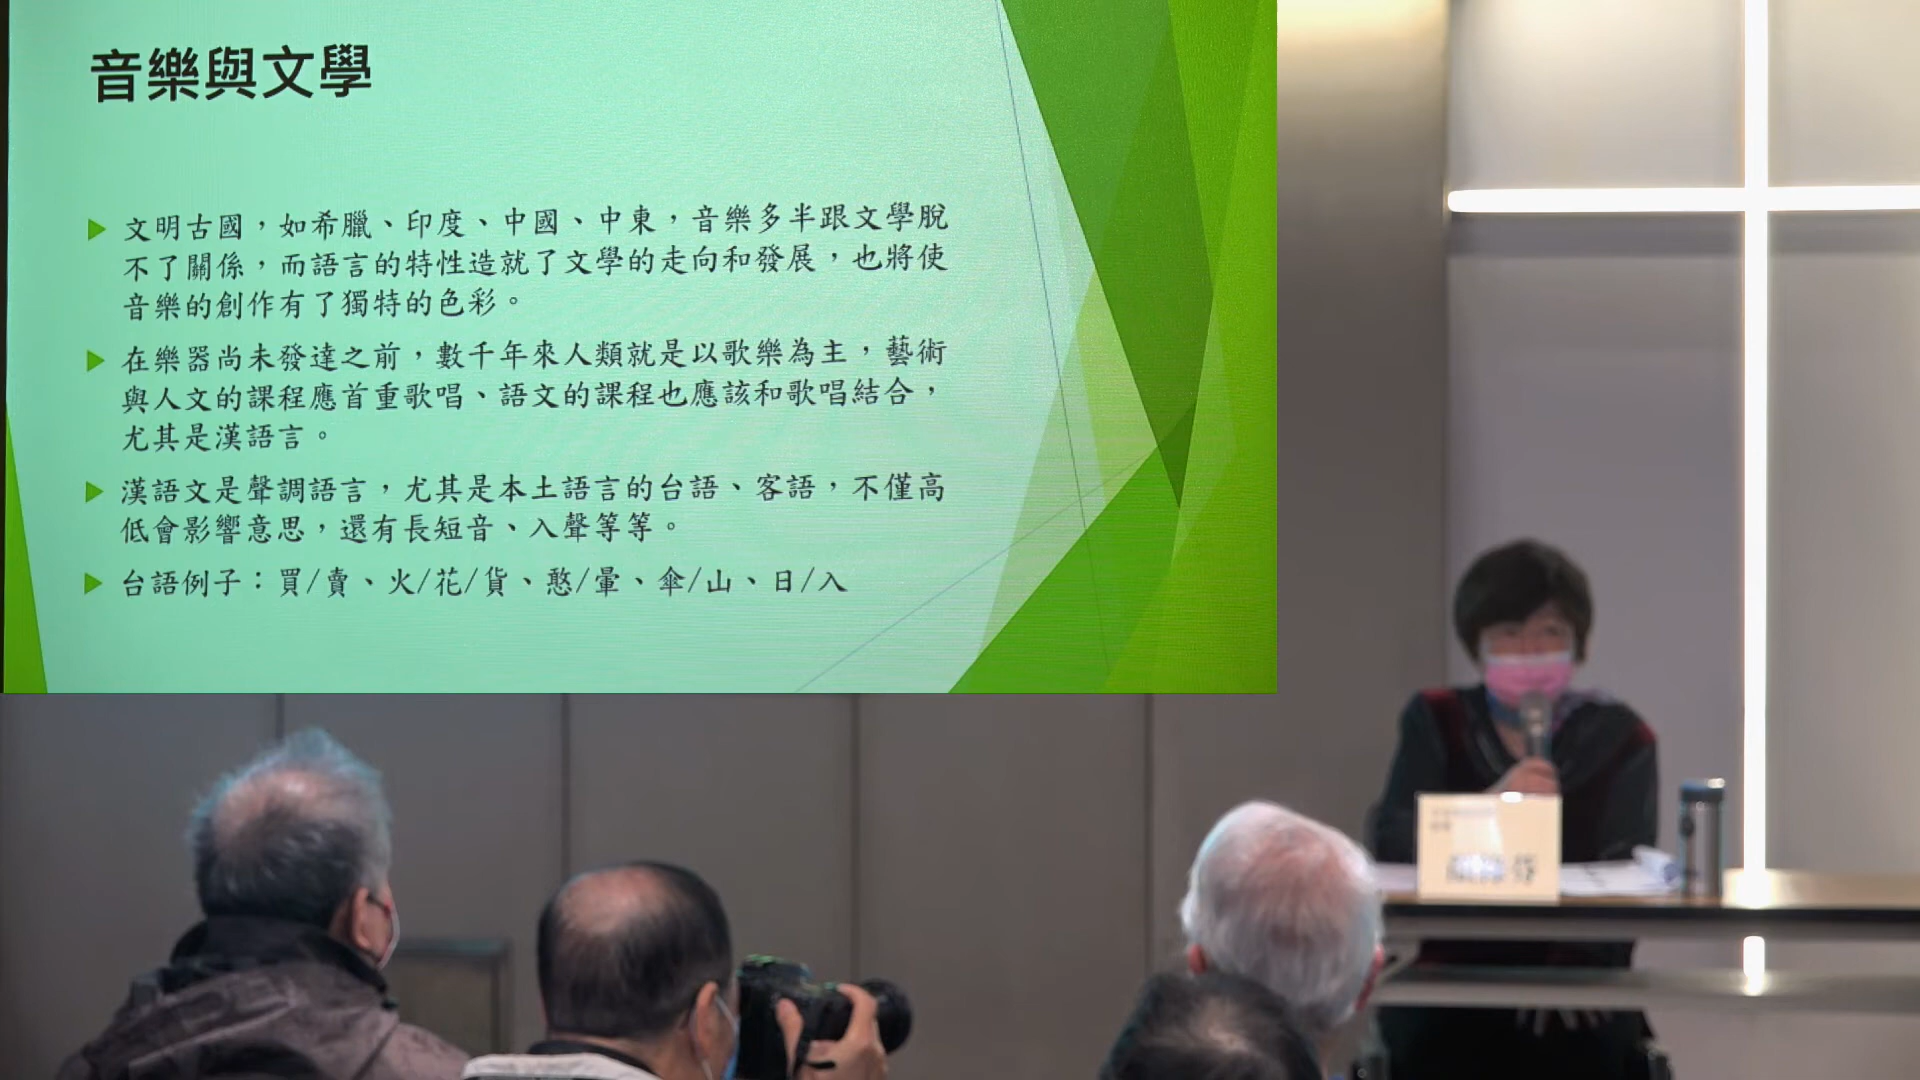 音樂與文學
文明古國，如希臘、印度、中國、中東，音樂多半跟文學脫
不了關係，而語言的特性造就了文學的走向和發展，也將使
音樂的創作有了獨特的色彩。
在樂器尚未發達之前，數千年來人類就是以歌樂為主，藝術
與人文的課程應首重歌唱、語文的課程也應該和歌唱結合，
尤其是漢語言。
漢語文是聲調語言，尤其是本土語言的台語、客語，不僅高
低會影響意思，還有長短音、入聲等等。
台語例子：買/賣、火/花/貨、憨/暈、傘/山、日/入